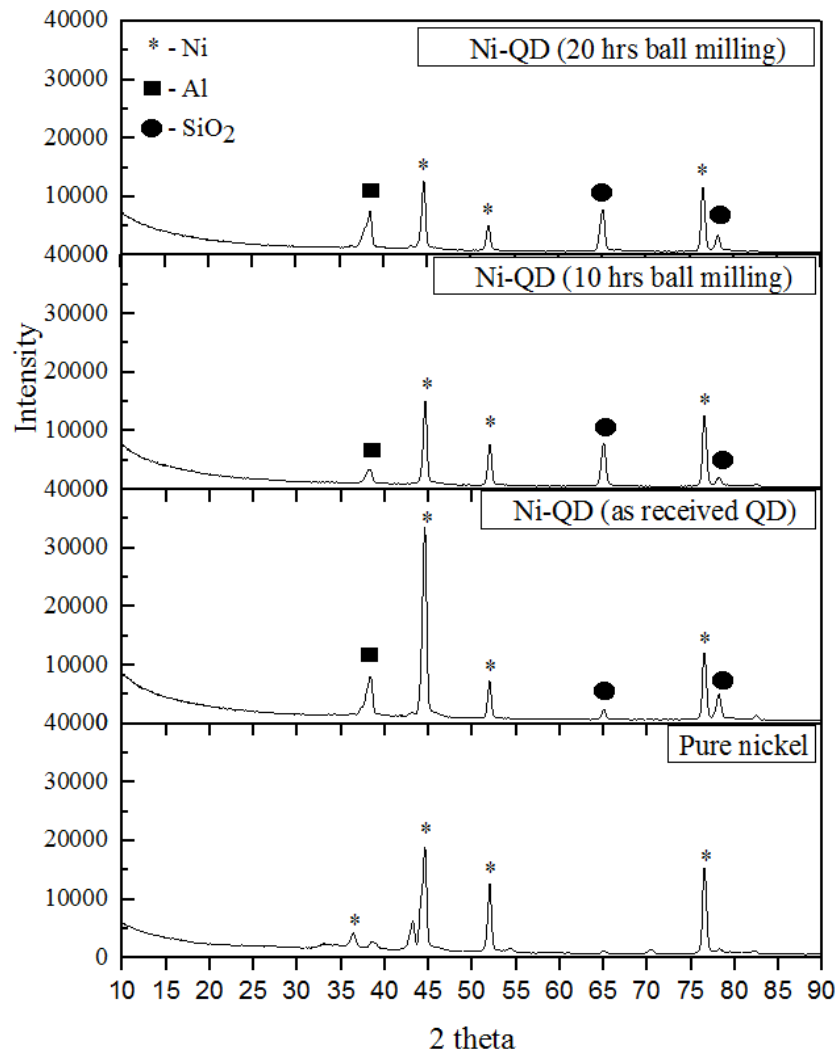 40000
Ni-QD (20 hrs ball milling)
* - Ni
■ - Al
30000
● - SiO2
20000
* * ● * ●
■
10000
*
40000
Ni-QD (10 hrs ball milling)
30000
Intensity
20000
* * ● * ●
■
10000
40000
Ni-QD (as received QD)
*
30000
20000
* *
■ ● ●
10000
40000
Pure nickel
30000
20000
* * *
10000
*
0
10 15 20 25 30 35 40 45 50 55 60 65 70 75 80 85 90
2 theta